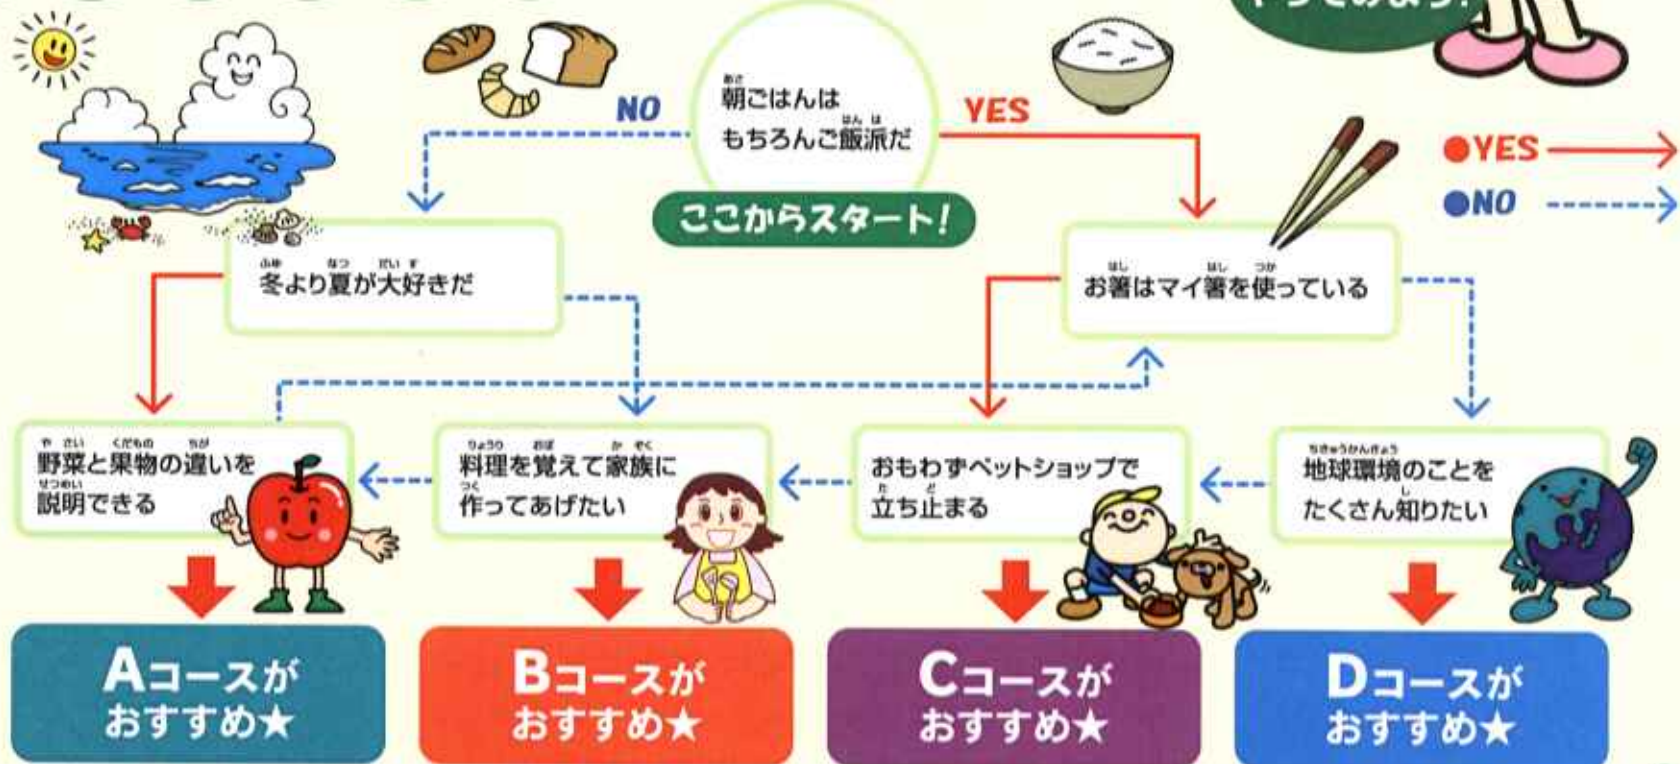 やってみよう!
朝ごはんは
もちろんご飯派だ
NO
YES
ここからスタート!
YES
NO
冬より夏が大好きだ
お箸はマイ箸を使っている
野菜と果物の違いを
説明できる
料理を覚えて家族に
作ってあげたい
おもわずペットショップで
立ち止まる
地球環境のことを
たくさん知りたい
Aコースが
おすすめ★
Bコースが
おすすめ★
Cコースが
おすすめ★
Dコースが
おすすめ★